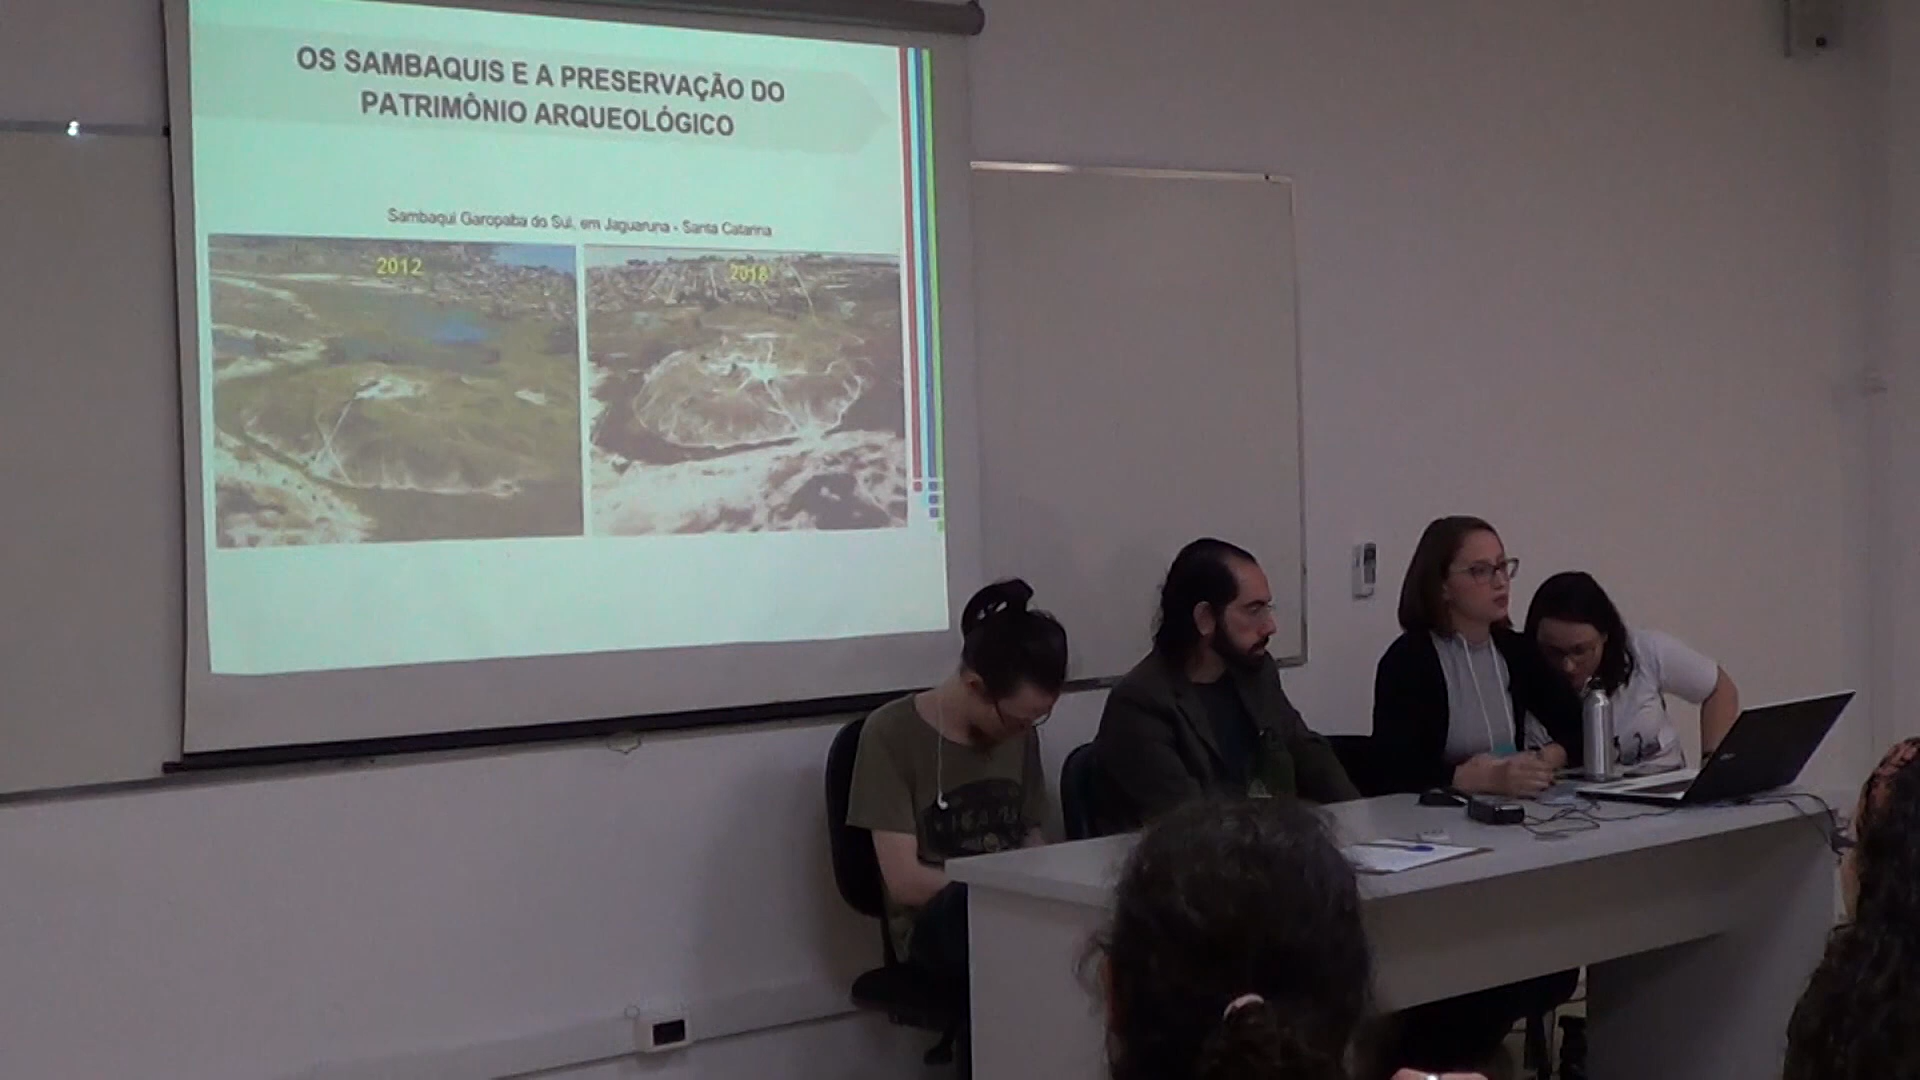 OS SAMBAQUIS E A PRESERVAÇÃO DO
PATRIMÔNIO ARQUEOLÓGICO
Sambaqui Garopaba do Sul, em Jaguaruna - Santa Catarina
2012
2018